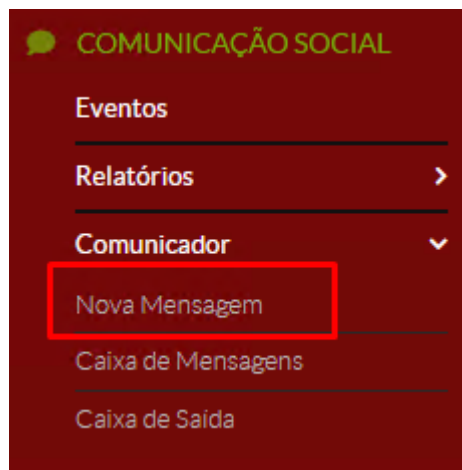 COMUNICAÇÃO SOCIAL
Eventos
Relatórios
Comunicador
Nova Mensagem
Caixa de Mensagens
Caixa de Saída